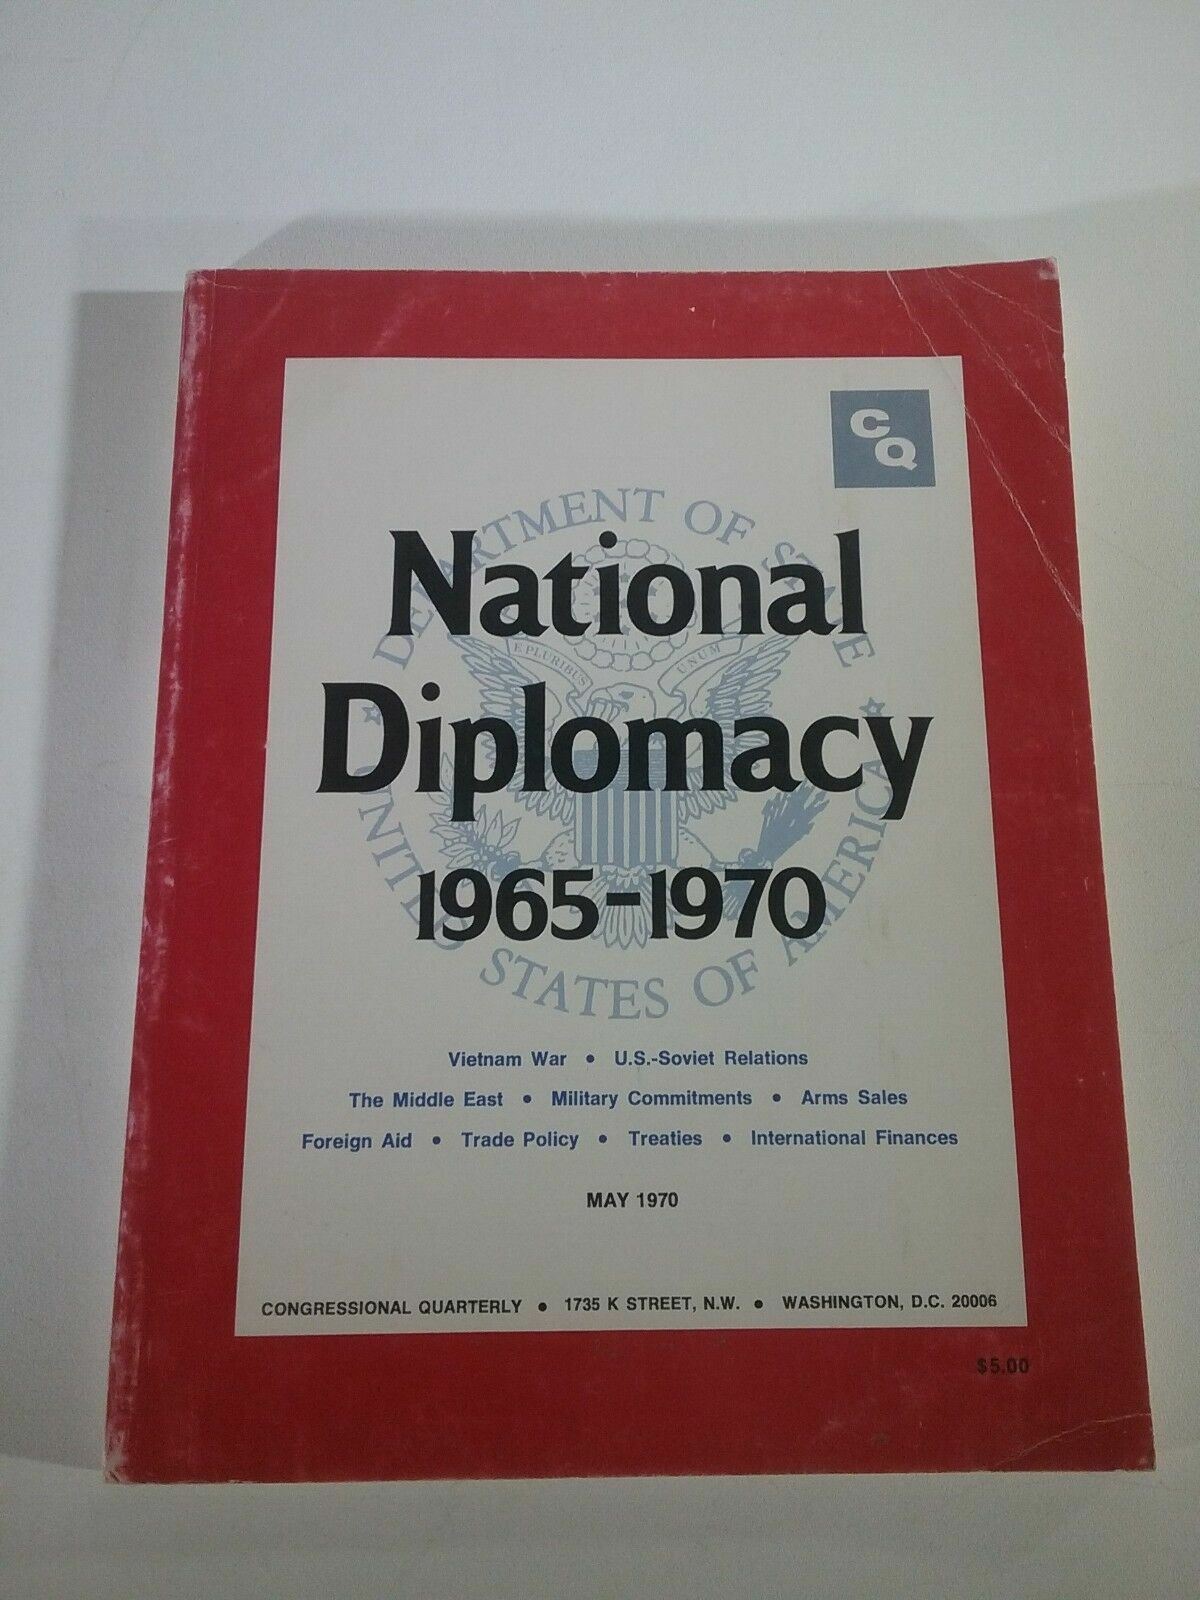 C
Q
DEPARTMENT OF STATE
E PLURIBUS UNUM
National
Diplomacy
1965-1970
UNITED STATES OF AMERICA
Vietnam War • U.S.-Soviet Relations
The Middle East • Military Commitments • Arms Sales
Foreign Aid • Trade Policy • Treaties • International Finances
MAY 1970
CONGRESSIONAL QUARTERLY • 1735 K STREET, N.W. • WASHINGTON, D.C. 20006
$5.00